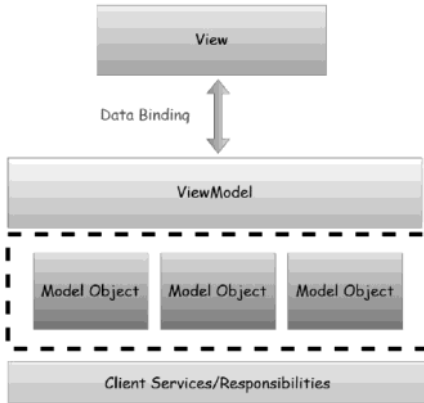 View
Data Binding
ViewModel
Model Object Model Object Model Object
Client Services/Responsibilities